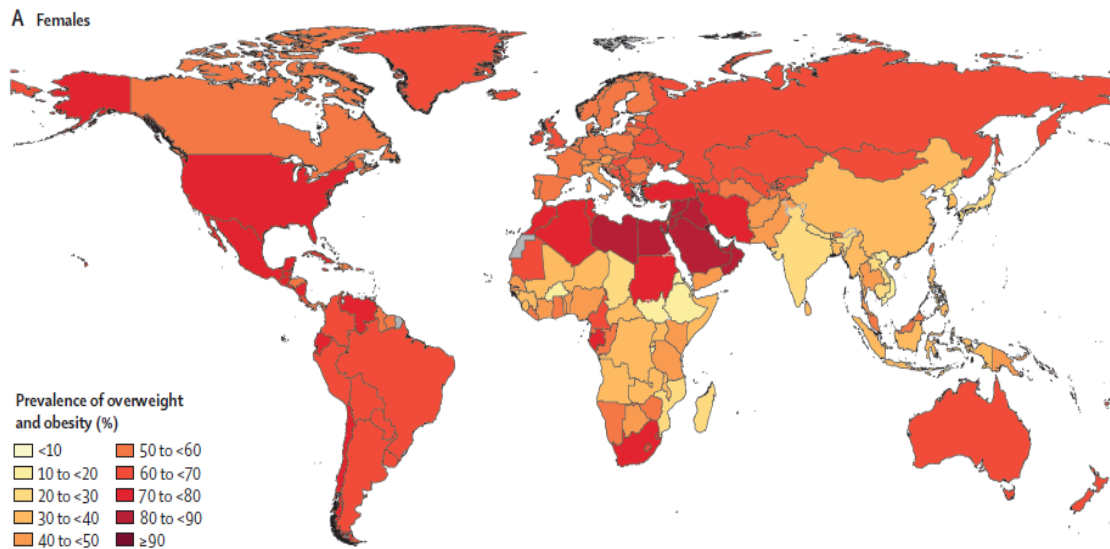 A Females
Prevalence of overweight
and obesity (%)
<10
10 to <20
20 to <30
30 to <40
40 to <50
50 to <60
60 to <70
70 to <80
80 to <90
≥90